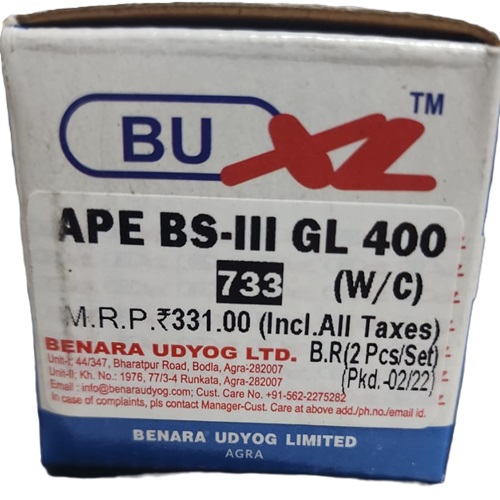 BU XL TM
APE BS-III GL 400
733 (W/C)
M.R.P.₹331.00 (Incl.All Taxes)
BENARA UDYOG LTD. B.R(2 Pcs/Set)
Unit-I: 44/347, Bharatpur Road, Bodla, Agra-282007
Unit-II: Kh. No.: 1976, 77/3-4 Runkata, Agra-282007 (Pkd.-02/22)
Email : info@benaraudyog.com; Cust. Care No. +91-562-2275282
In case of complaints, pls contact Manager-Cust. Care at above add./ph.no./email id.
BENARA UDYOG LIMITED
AGRA